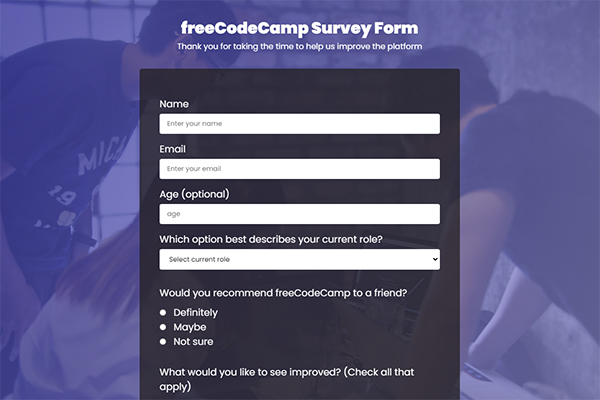 freeCodeCamp Survey Form
Thank you for taking the time to help us improve the platform
Name
Enter your name
Email
Enter your email
Age (optional)
age
Which option best describes your current role?
Select current role
Would you recommend freeCodeCamp to a friend?
Definitely
Maybe
Not sure
What would you like to see improved? (Check all that
apply)